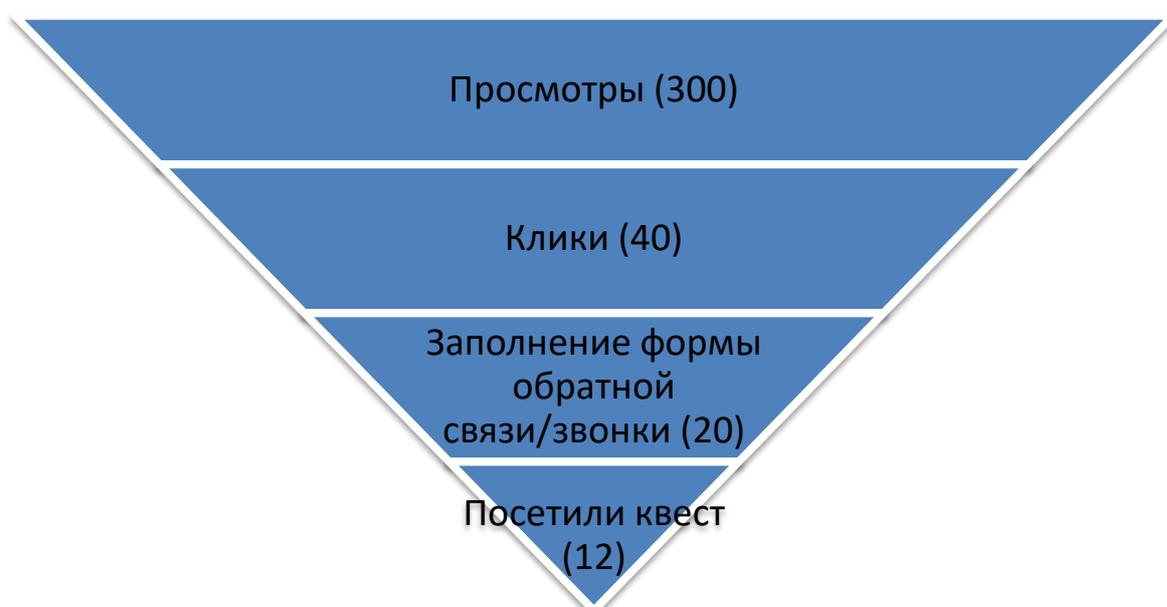 Просмотры (300)
Клики (40)
Заполнение формы
обратной
связи/звонки (20)
Посетили квест
(12)